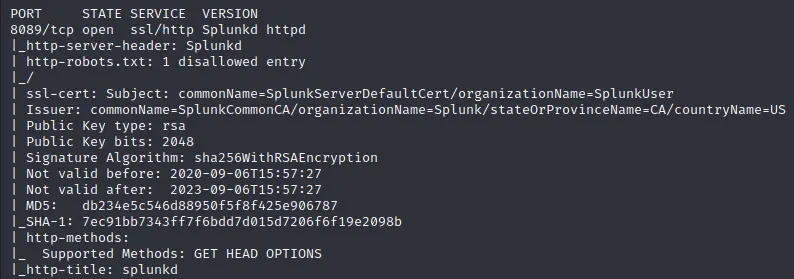 PORT     STATE SERVICE  VERSION
8089/tcp open  ssl/http Splunkd httpd
|_http-server-header: Splunkd
| http-robots.txt: 1 disallowed entry
|_/
| ssl-cert: Subject: commonName=SplunkServerDefaultCert/organizationName=SplunkUser
| Issuer: commonName=SplunkCommonCA/organizationName=Splunk/stateOrProvinceName=CA/countryName=US
| Public Key type: rsa
| Public Key bits: 2048
| Signature Algorithm: sha256WithRSAEncryption
| Not valid before: 2020-09-06T15:57:27
| Not valid after:  2023-09-06T15:57:27
| MD5:   db234e5c546d88950f5f8f425e906787
|_SHA-1: 7ec91bb7343ff7f6bdd7d015d7206f6f19e2098b
| http-methods:
|_  Supported Methods: GET HEAD OPTIONS
|_http-title: splunkd